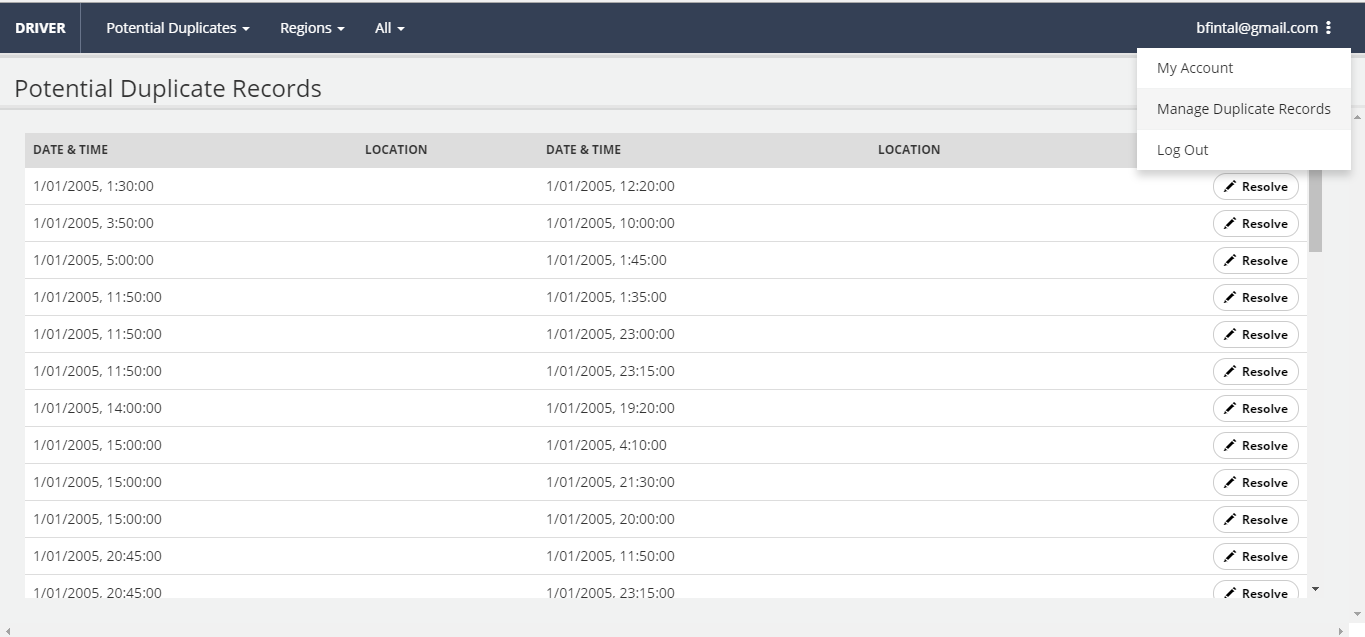 DRIVER Potential Duplicates Regions All bfintal@gmail.com
My Account
Manage Duplicate Records
Log Out
Potential Duplicate Records
DATE & TIME LOCATION DATE & TIME LOCATION
1/01/2005, 1:30:00 1/01/2005, 12:20:00 Resolve
1/01/2005, 3:50:00 1/01/2005, 10:00:00 Resolve
1/01/2005, 5:00:00 1/01/2005, 1:45:00 Resolve
1/01/2005, 11:50:00 1/01/2005, 1:35:00 Resolve
1/01/2005, 11:50:00 1/01/2005, 23:00:00 Resolve
1/01/2005, 11:50:00 1/01/2005, 23:15:00 Resolve
1/01/2005, 14:00:00 1/01/2005, 19:20:00 Resolve
1/01/2005, 15:00:00 1/01/2005, 4:10:00 Resolve
1/01/2005, 15:00:00 1/01/2005, 21:30:00 Resolve
1/01/2005, 15:00:00 1/01/2005, 20:00:00 Resolve
1/01/2005, 20:45:00 1/01/2005, 11:50:00 Resolve
1/01/2005, 20:45:00 1/01/2005, 23:15:00 Resolve